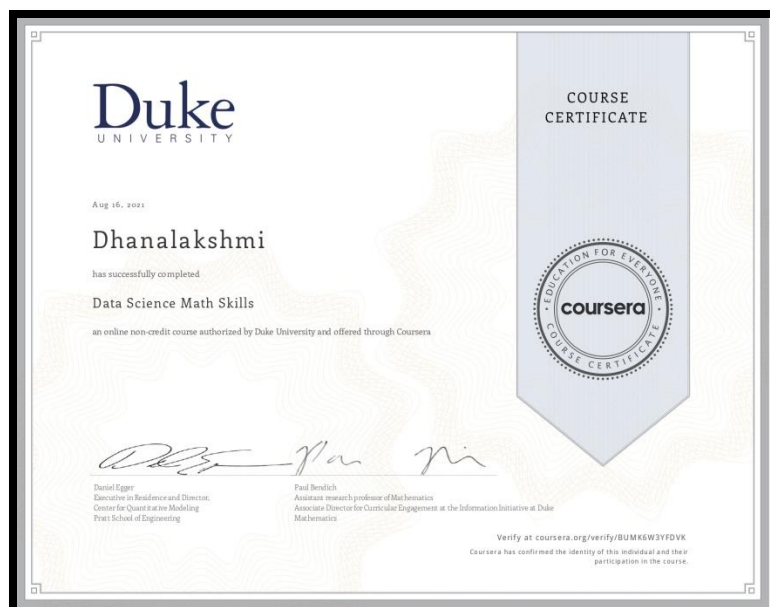 Duke
UNIVERSITY
COURSE
CERTIFICATE
Aug 16, 2021
Dhanalakshmi
has successfully completed
Data Science Math Skills
an online non-credit course authorized by Duke University and offered through Coursera
EDUCATION FOR EVERYONE
coursera
COURSE CERTIFICATE
Daniel Egger
Executive in Residence and Director,
Center for Quantitative Modeling
Pratt School of Engineering
Paul Bendich
Assistant research professor of Mathematics
Associate Director for Curricular Engagement at the Information Initiative at Duke
Mathematics
Verify at coursera.org/verify/BUMK6W3YFDVK
Coursera has confirmed the identity of this individual and their
participation in the course.